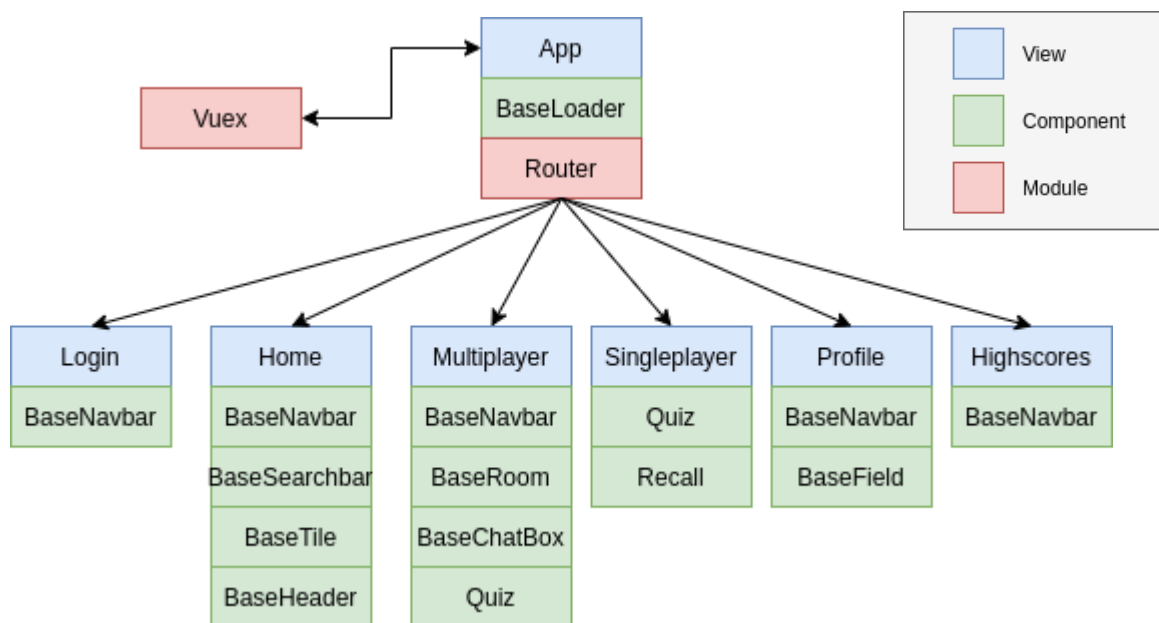 App
View
BaseLoader
Vuex
Component
Router
Module
Login
Home
Multiplayer
Singleplayer
Profile
Highscores
BaseNavbar
BaseNavbar
BaseNavbar
Quiz
BaseNavbar
BaseNavbar
BaseSearchbar
BaseRoom
Recall
BaseField
BaseTile
BaseChatBox
BaseHeader
Quiz